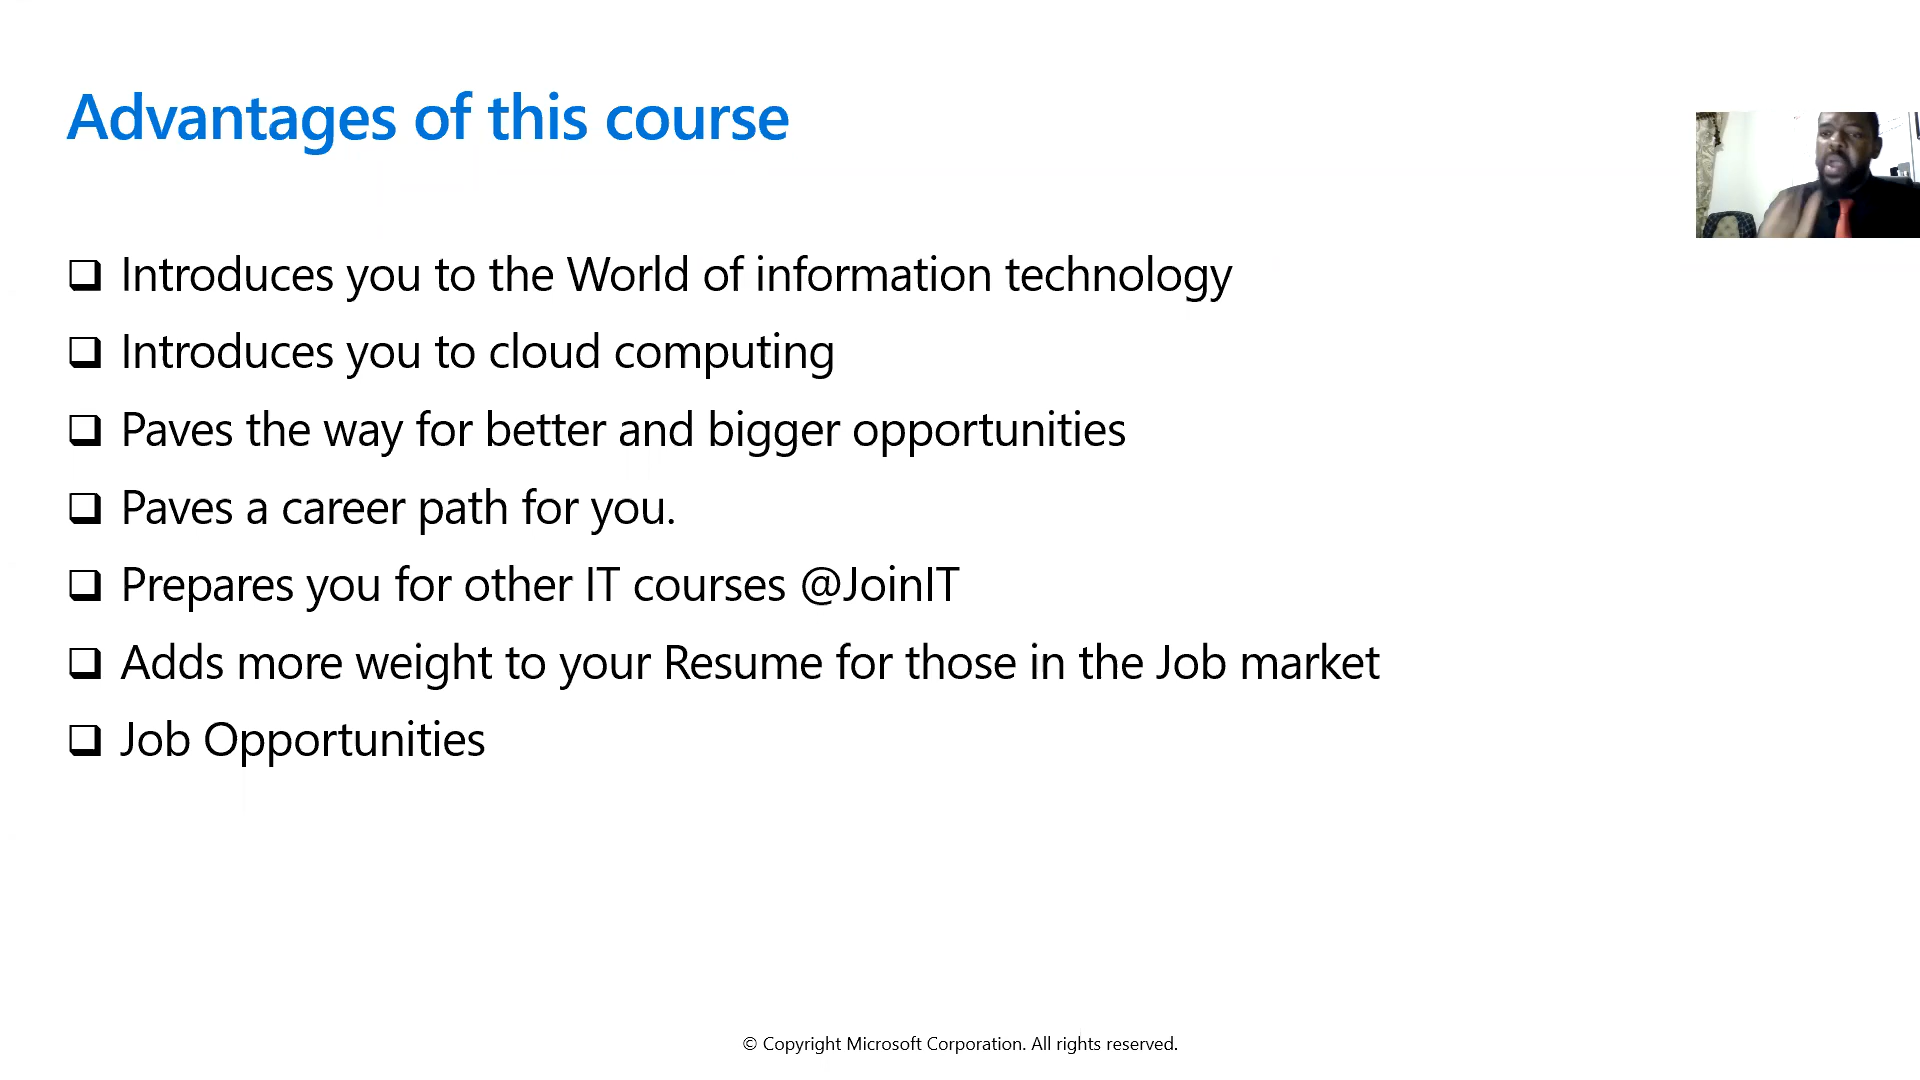 Advantages of this course
Introduces you to the World of information technology
Introduces you to cloud computing
Paves the way for better and bigger opportunities
Paves a career path for you.
Prepares you for other IT courses @JoinIT
Adds more weight to your Resume for those in the Job market
Job Opportunities
© Copyright Microsoft Corporation. All rights reserved.